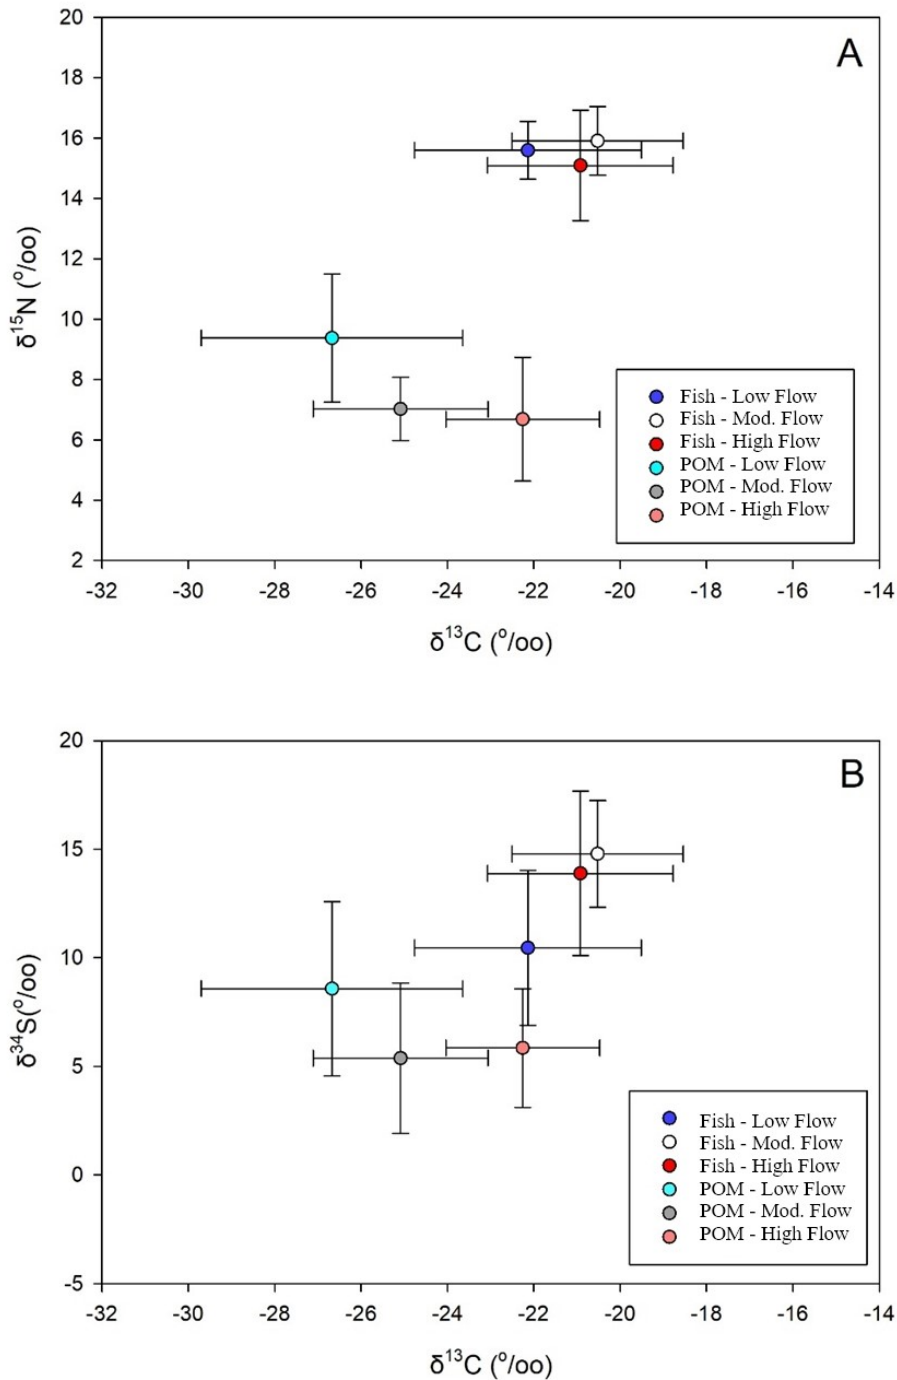 A
20
18
16
14
12
10
8
6
4
2
δ15N (o/oo)
Fish - Low Flow
Fish - Mod. Flow
Fish - High Flow
POM - Low Flow
POM - Mod. Flow
POM - High Flow
-32 -30 -28 -26 -24 -22 -20 -18 -16 -14
δ13C (o/oo)
B
20
15
10
5
0
-5
δ34S(o/oo)
Fish - Low Flow
Fish - Mod. Flow
Fish - High Flow
POM - Low Flow
POM - Mod. Flow
POM - High Flow
-32 -30 -28 -26 -24 -22 -20 -18 -16 -14
δ13C (o/oo)